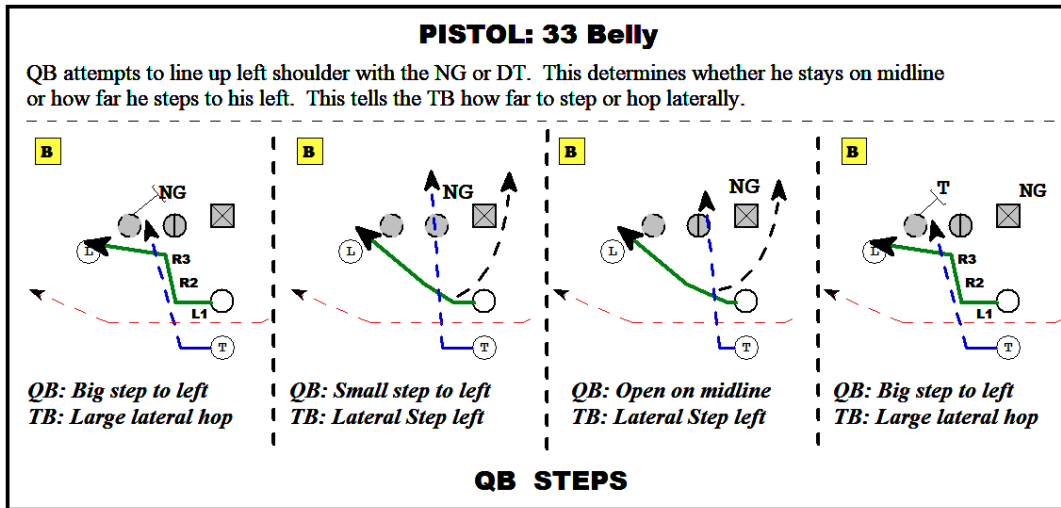 PISTOL: 33 Belly
QB attempts to line up left shoulder with the NG or DT. This determines whether he stays on midline
or how far he steps to his left. This tells the TB how far to step or hop laterally.
B
NG
L
R3
R2
L1
T
QB: Big step to left
TB: Large lateral hop
B
NG
L
T
QB: Small step to left
TB: Lateral Step left
B
NG
L
T
QB: Open on midline
TB: Lateral Step left
B
T
NG
L
R3
R2
L1
T
QB: Big step to left
TB: Large lateral hop
QB STEPS